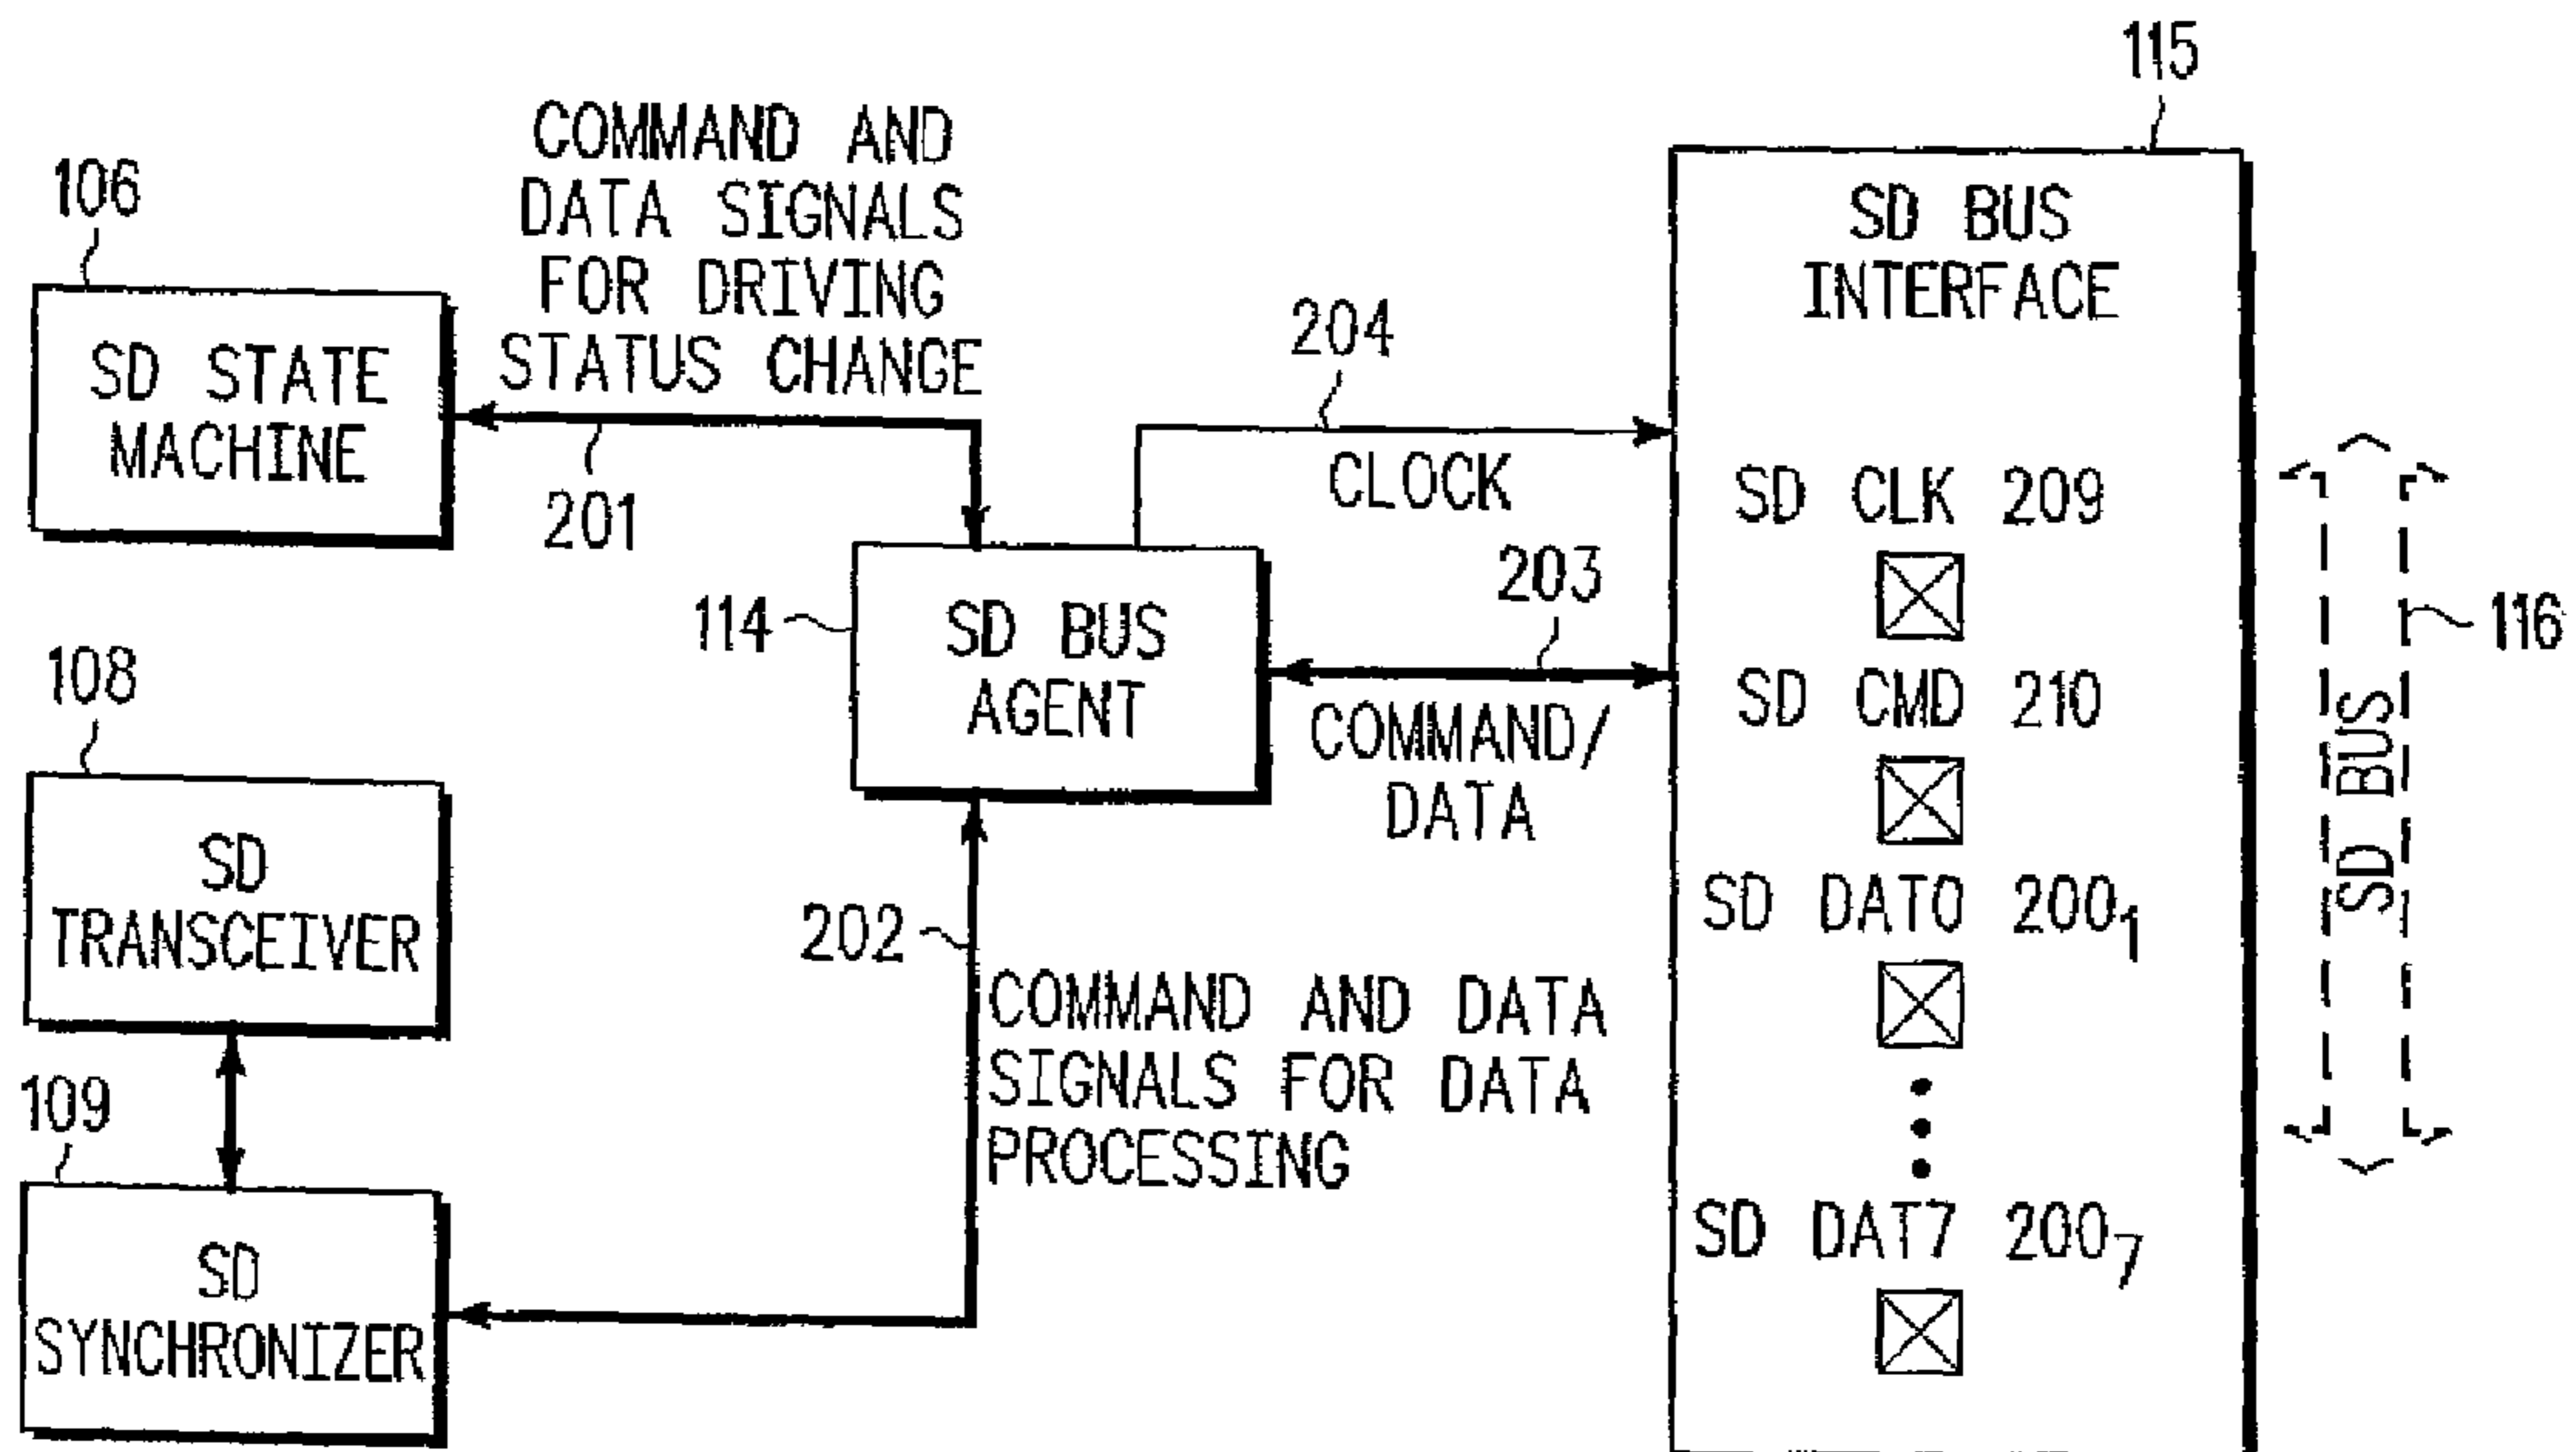 115
COMMAND AND
DATA SIGNALS
FOR DRIVING
STATUS CHANGE
106
SD STATE
MACHINE
201
SD BUS
INTERFACE
204
CLOCK
SD CLK 209
203
114
SD BUS
AGENT
COMMAND/
DATA
SD CMD 210
116
SD BUS
108
SD
TRANSCEIVER
202
COMMAND AND DATA
SIGNALS FOR DATA
PROCESSING
SD DAT0 200₁
109
SD
SYNCHRONIZER
SD DAT7 200₇